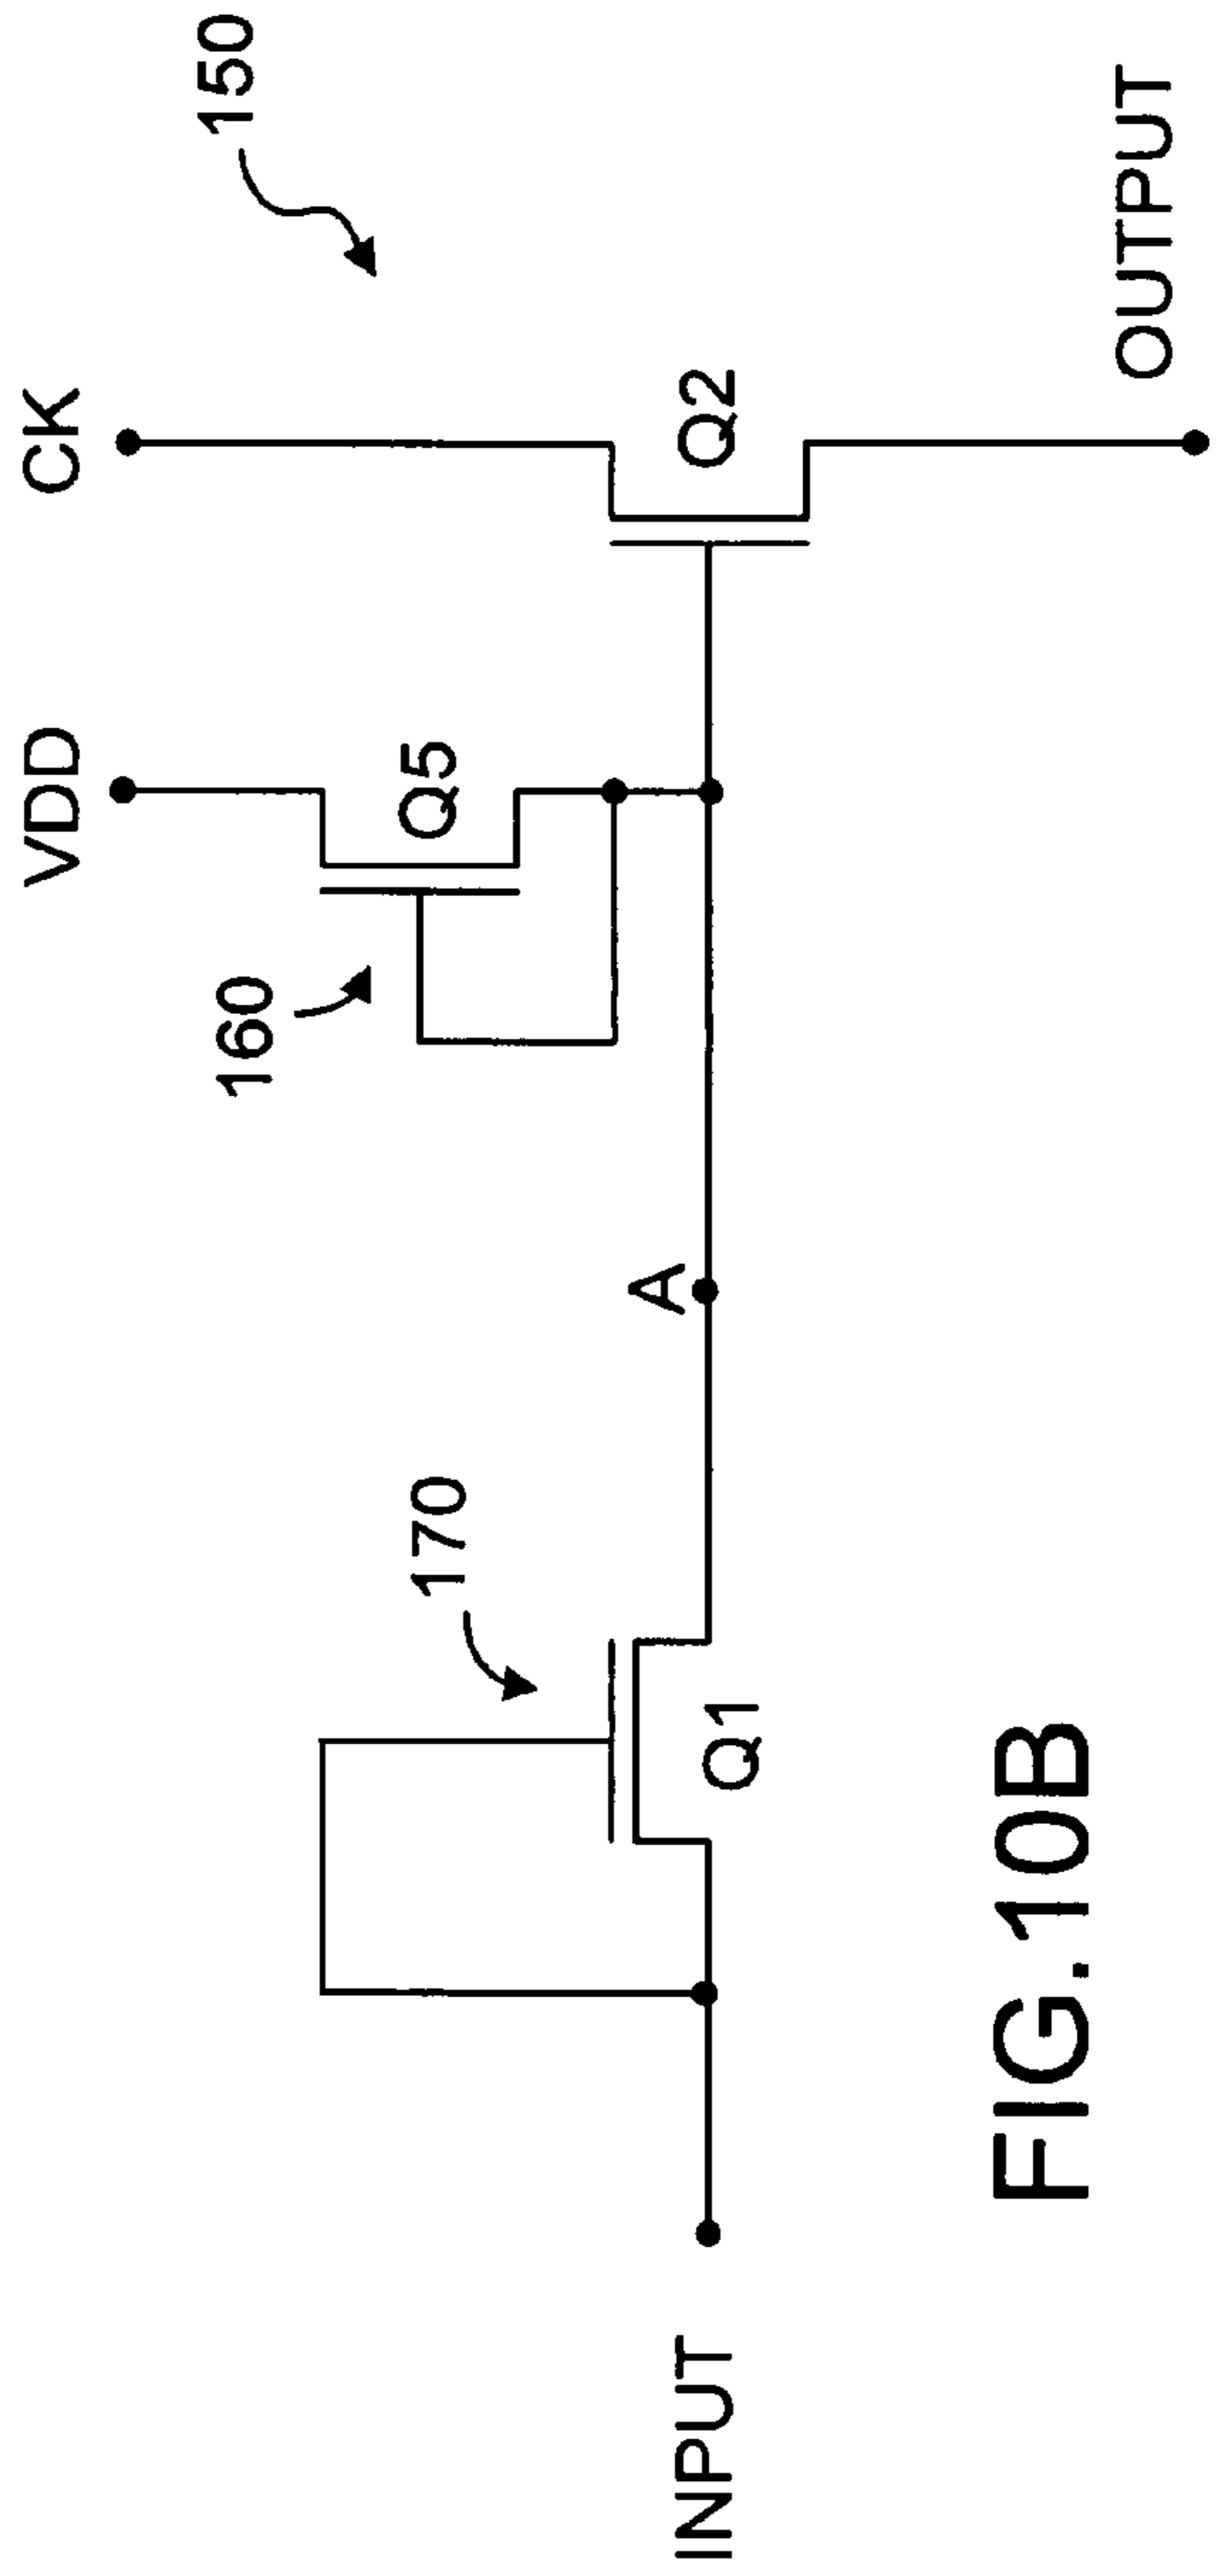 150
CK
VDD
Q2
Q5
160
OUTPUT
A
170
Q1
INPUT
FIG.10B